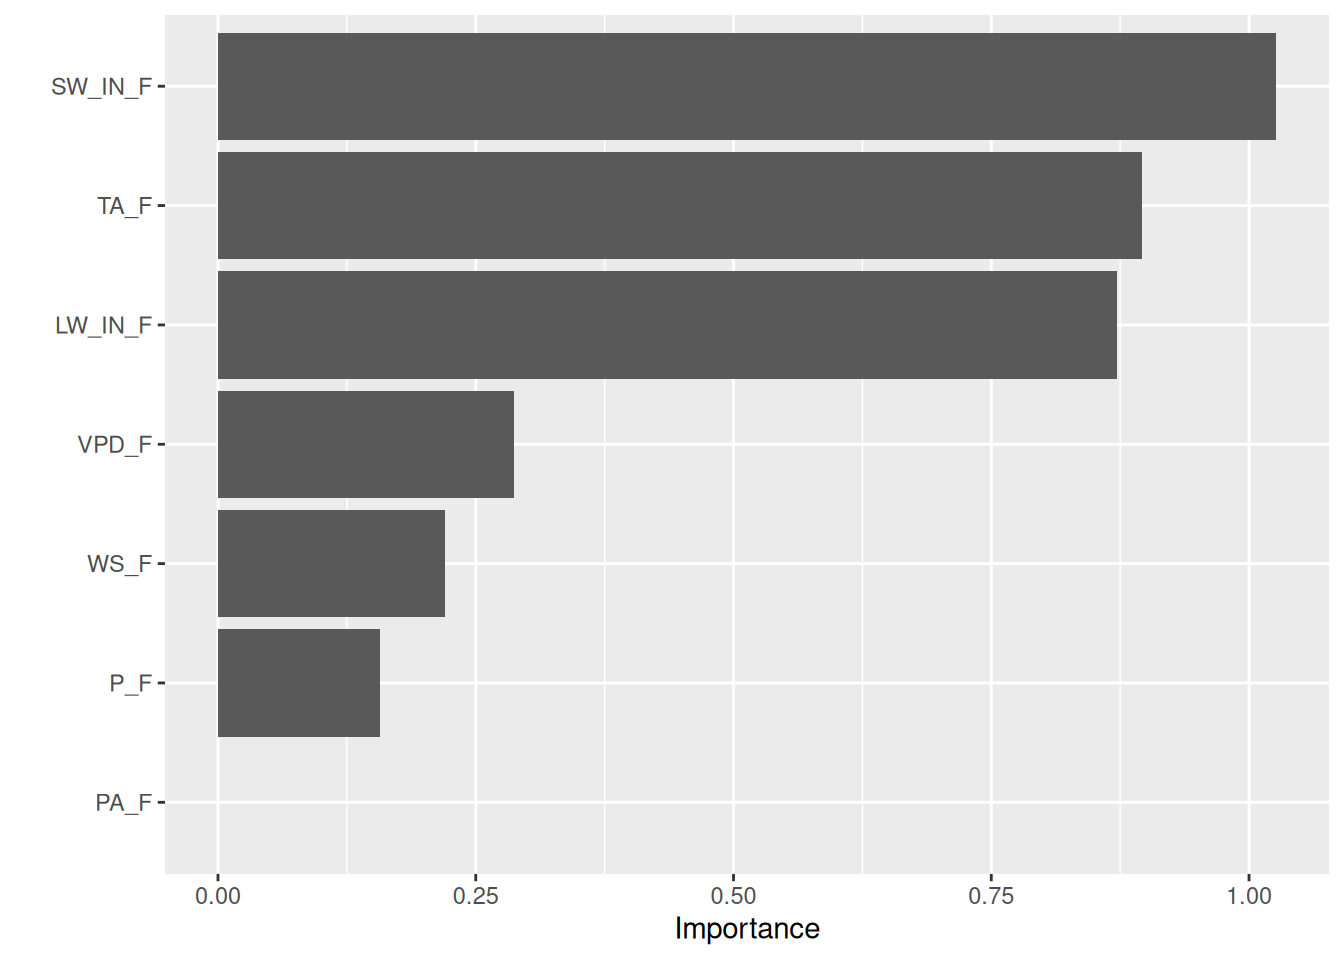 SW_IN_F
TA_F
LW_IN_F
VPD_F
WS_F
P_F
PA_F
0.00 0.25 0.50 0.75 1.00
Importance